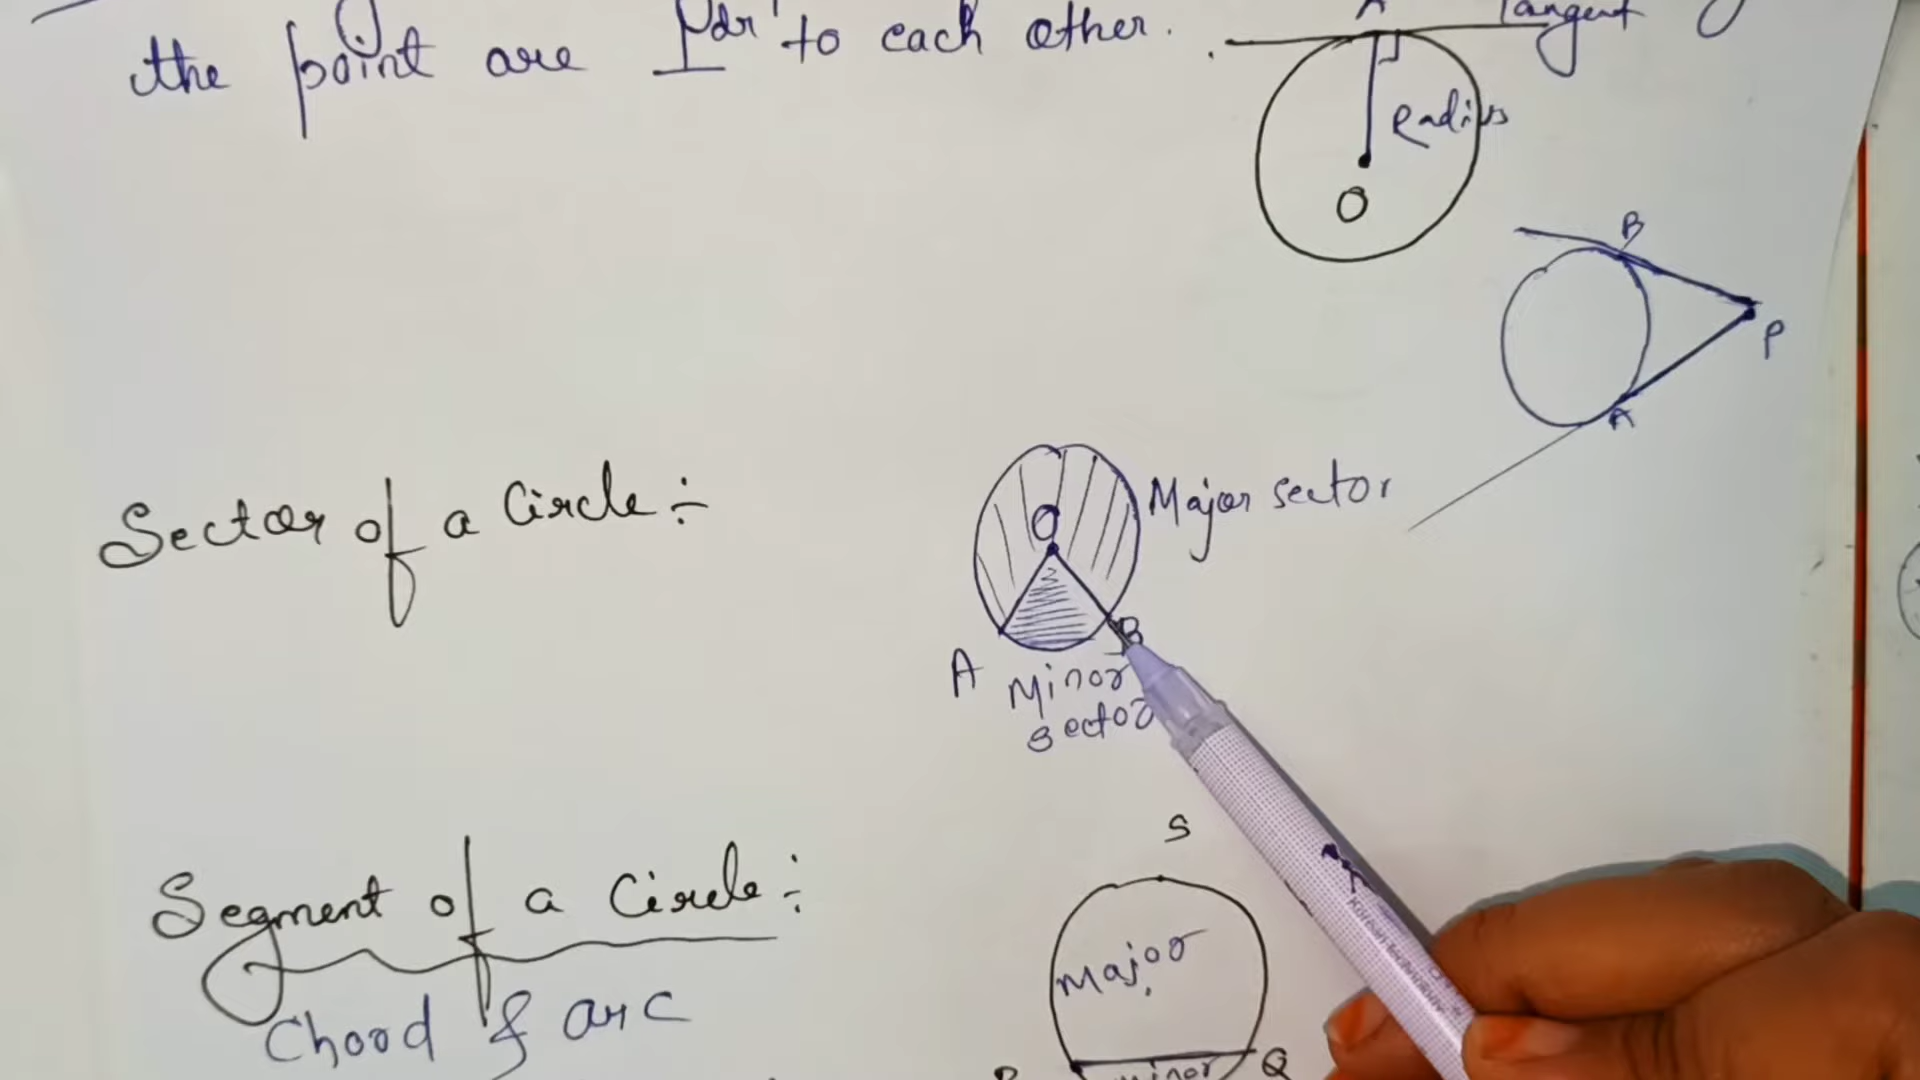 the point are ⊥dr to each other.
A
Tangent
Radius
O
B
P
A
Sector of a Circle ÷
O
Major sector
A
B
Minor
sector
S
Segment of a Circle ÷
Major
Chord & arc
Q
minor